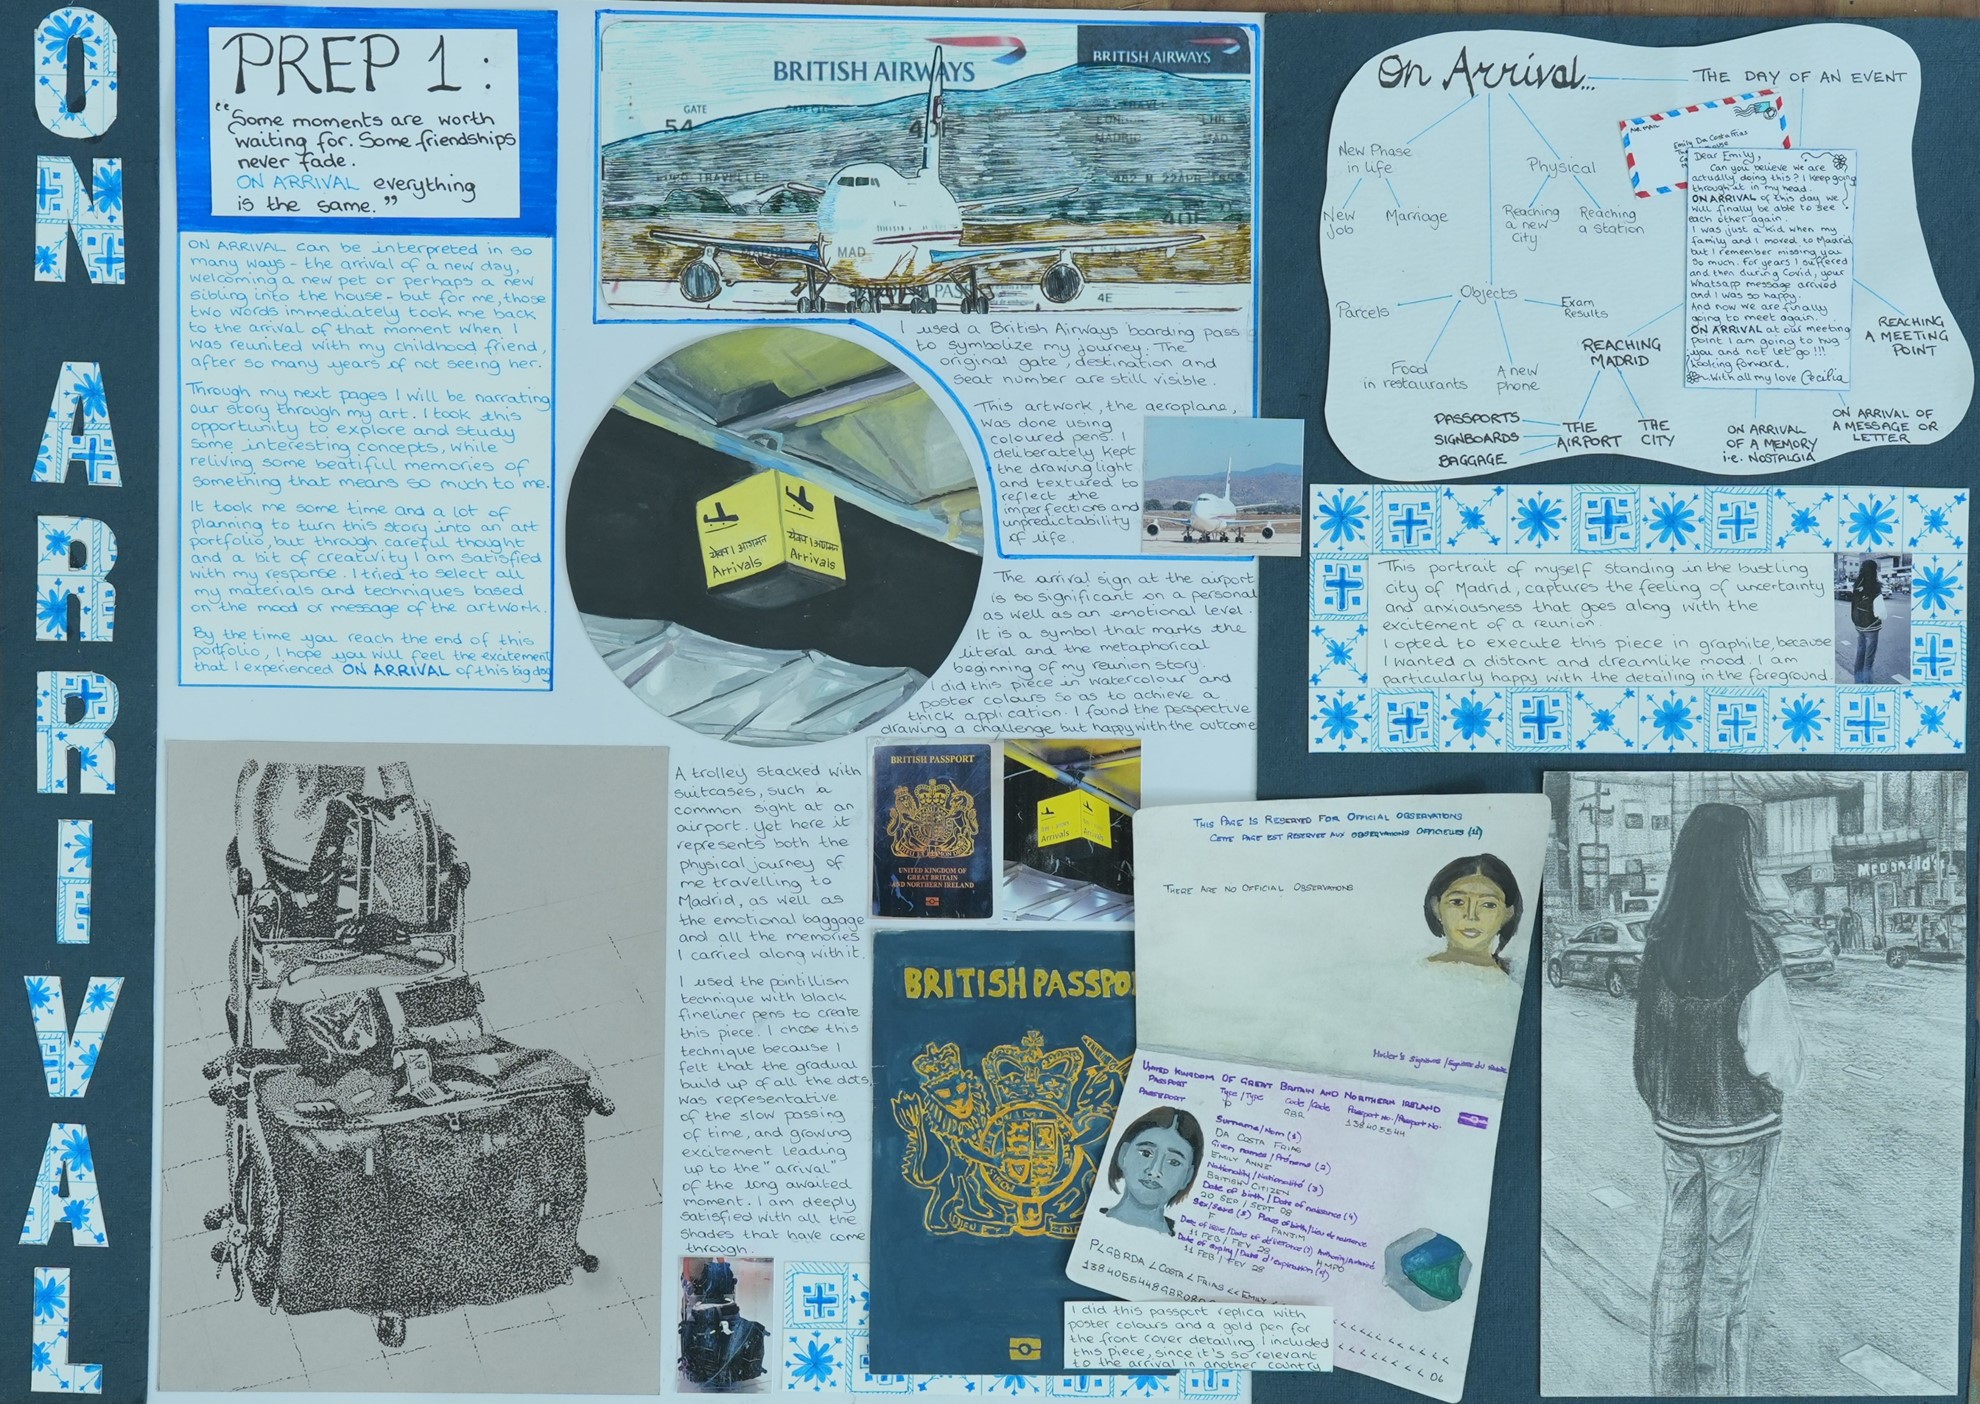 ON ARRIVAL
PREP 1:
"Some moments are worth
waiting for. Some friendships
never fade.
ON ARRIVAL everything
is the same."
ON ARRIVAL can be interpreted in so
many ways - the arrival of a new day,
welcoming a new pet or perhaps a new
sibling into the house - but for me, those
two words immediately took me back
to the arrival of that moment when I
was reunited with my childhood friend,
after so many years of not seeing her.
Through my next pages I will be narrating
our story through my art. I took this
opportunity to explore and study
some interesting concepts, while
reliving some beatiful memories of
something that means so much to me.
It took me some time and a lot of
planning to turn this story into an art
portfolio, but through careful thought
and a bit of creativity I am satisfied
with my response. I tried to select all
my materials and techniques based
on the mood or message of the artwork.
By the time you reach the end of this
portfolio, I hope you will feel the excitement
that I experienced ON ARRIVAL of this big day
BRITISH AIRWAYS
BRITISH AIRWAYS
GATE
54
EURO TRAVELLER
MADRID
MADRID MAD
4E
I used a British Airways boarding pass
to symbolize my journey. The
original gate, destination and
seat number are still visible.
This artwork, the aeroplane,
was done using
coloured pens. I
deliberately kept
the drawing light
and textured to
reflect the
imperfections and
unpredictability
of life.
येवप । आगमन
Arrivals
येवप । आगमन
Arrivals
The arrival sign at the airport
is so significant on a personal
as well as an emotional level.
It is a symbol that marks the
literal and the metaphorical
beginning of my reunion story.
I did this piece in watercolour and
poster colours so as to achieve a
thick application. I found the perspective
drawing a challenge but happy with the outcome
A trolley stacked with
suitcases, such a
common sight at an
airport. Yet here it
represents both the
physical journey of
me travelling to
Madrid, as well as
the emotional baggage
and all the memories
I carried along with it.
I used the pointillism
technique with black
fineliner pens to create
this piece. I chose this
technique because I
felt that the gradual
build up of all the dots,
was representative
of the slow passing
of time, and growing
excitement leading
up to the "arrival"
of the long awaited
moment. I am deeply
satisfied with all the
shades that have come
through.
BRITISH PASSPORT
UNITED KINGDOM OF
GREAT BRITAIN
AND NORTHERN IRELAND
Arrivals
Arrivals
BRITISH PASSPO
THIS PAGE IS RESERVED FOR OFFICIAL OBSERVATIONS
CETTE PAGE EST RESERVEE AUX OBSERVATIONS OFFICIELLES (11)
THERE ARE NO OFFICIAL OBSERVATIONS
Holder's signature /
UNITED KINGDOM OF GREAT BRITAIN AND NORTHERN IRELAND
PASSPORT Type/Type Code/Code Passport No./Passeport No.
PASSEPORT P GBR 138405544
Surname/Nom (1)
DA COSTA FRIAS
Given names/Prénoms (2)
EMILY ANNE
Nationality/Nationalité (3)
BRITISH CITIZEN
Date of birth/Date of naissance (4)
20 SEP/SEPT 08
Sex/Sexe (5) Place of birth/Lieu de naissance
F PANJIM
11 FEB / FEV 23
HMPO
11 FEB / FEV 28
I did this passport replica with
poster colours and a gold pen for
the front cover detailing. I included
this piece, since it's so relevant
to the arrival in another country
On Arrival...
THE DAY OF AN EVENT
New Phase
in life
New
Job
Marriage
Physical
Reaching
a new
City
Reaching
a station
Objects
Parcels
Exam
Results
Food
in restaurants
A new
phone
REACHING
MADRID
PASSPORTS
SIGNBOARDS
BAGGAGE
THE
AIRPORT
THE
CITY
AIR MAIL
Emily Da Costa Frias
Dear Emily,
Can you believe we are
actually doing this? I keep going
through it in my head.
ON ARRIVAL of this day we
will finally be able to see
each other again.
I was just a kid when my
family and I moved to Madrid
but I remember missing you
so much. For years I suffered
and then during Covid, your
Whatsapp message arrived
and I was so happy.
And now we are finally
going to meet again.
ON ARRIVAL at our meeting
point I am going to hug
you and not let go!!!
Looking forward,
With all my love Cecilia
REACHING
A MEETING
POINT
ON ARRIVAL
OF A MEMORY
i.e. NOSTALGIA
ON ARRIVAL OF
A MESSAGE OR
LETTER
This portrait of myself standing in the bustling
city of Madrid, captures the feeling of uncertainty
and anxiousness that goes along with the
excitement of a reunion.
I opted to execute this piece in graphite, because
I wanted a distant and dreamlike mood. I am
particularly happy with the detailing in the foreground.
McDonald's